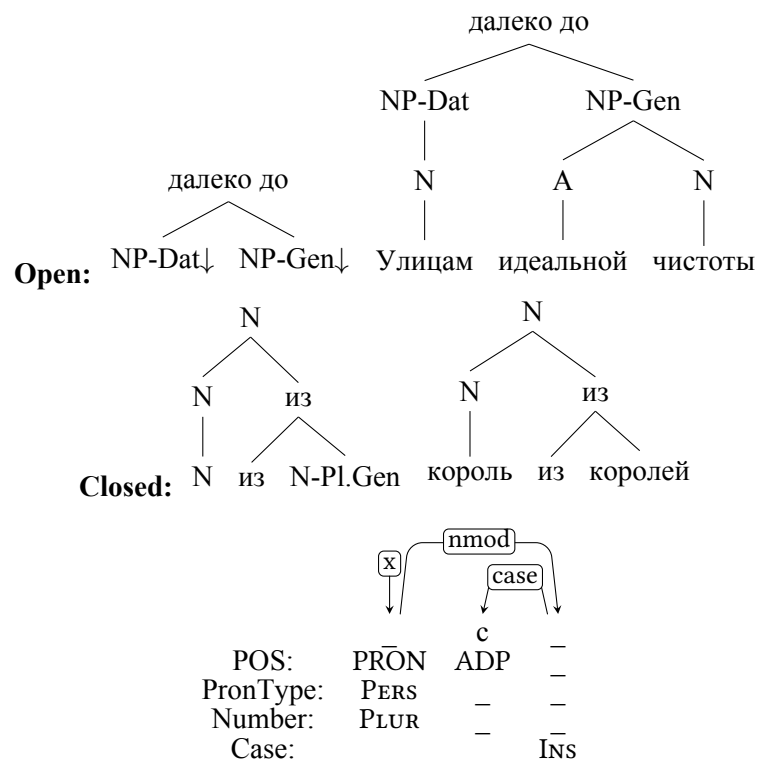 далеко до
NP-Dat NP-Gen
далеко до N A N
Open: NP-Dat↓ NP-Gen↓ Улицам идеальной чистоты
N N
N из N из
Closed: N из N-Pl.Gen король из королей
nmod
x case
_ с _
POS: PRON ADP _
PronType: PERS _ _
Number: PLUR _ _
Case: INS